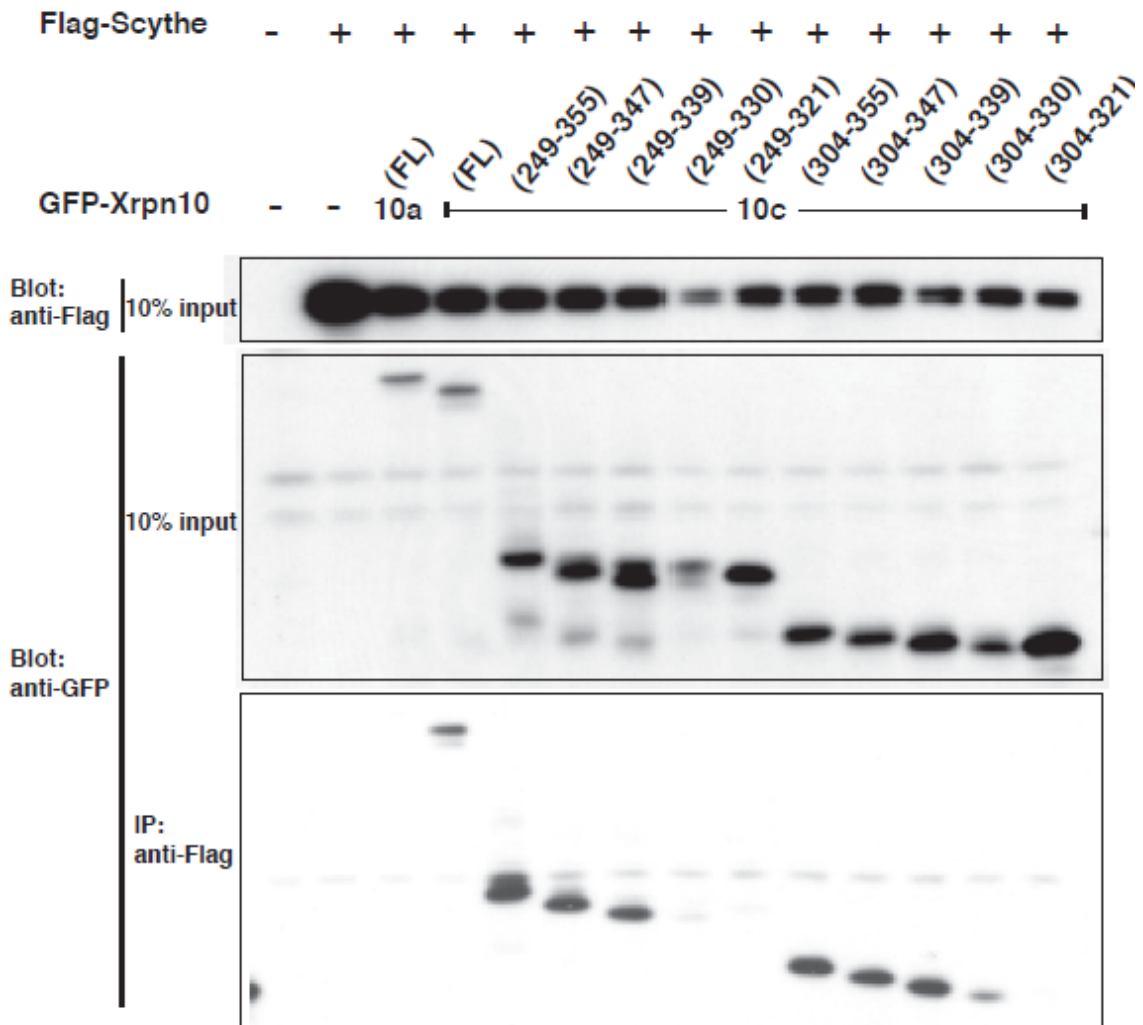 Flag-Scythe - + + + + + + + + + + + + +
(FL) (FL) (249-355) (249-347) (249-339) (249-330) (249-321) (304-355) (304-347) (304-339) (304-330) (304-321)
GFP-Xrpn10 - - 10a 10c
Blot:
anti-Flag
10% input
10% input
Blot:
anti-GFP
IP:
anti-Flag